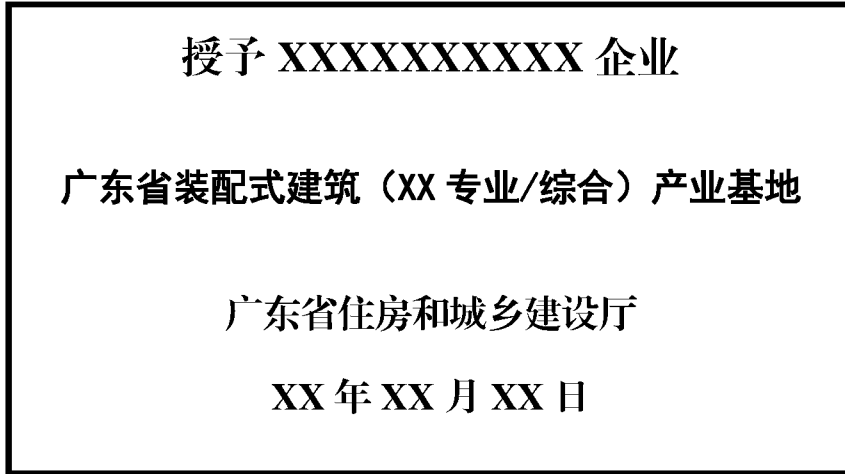 授予 XXXXXXXXXX 企业
广东省装配式建筑（XX 专业/综合）产业基地
广东省住房和城乡建设厅
XX 年 XX 月 XX 日